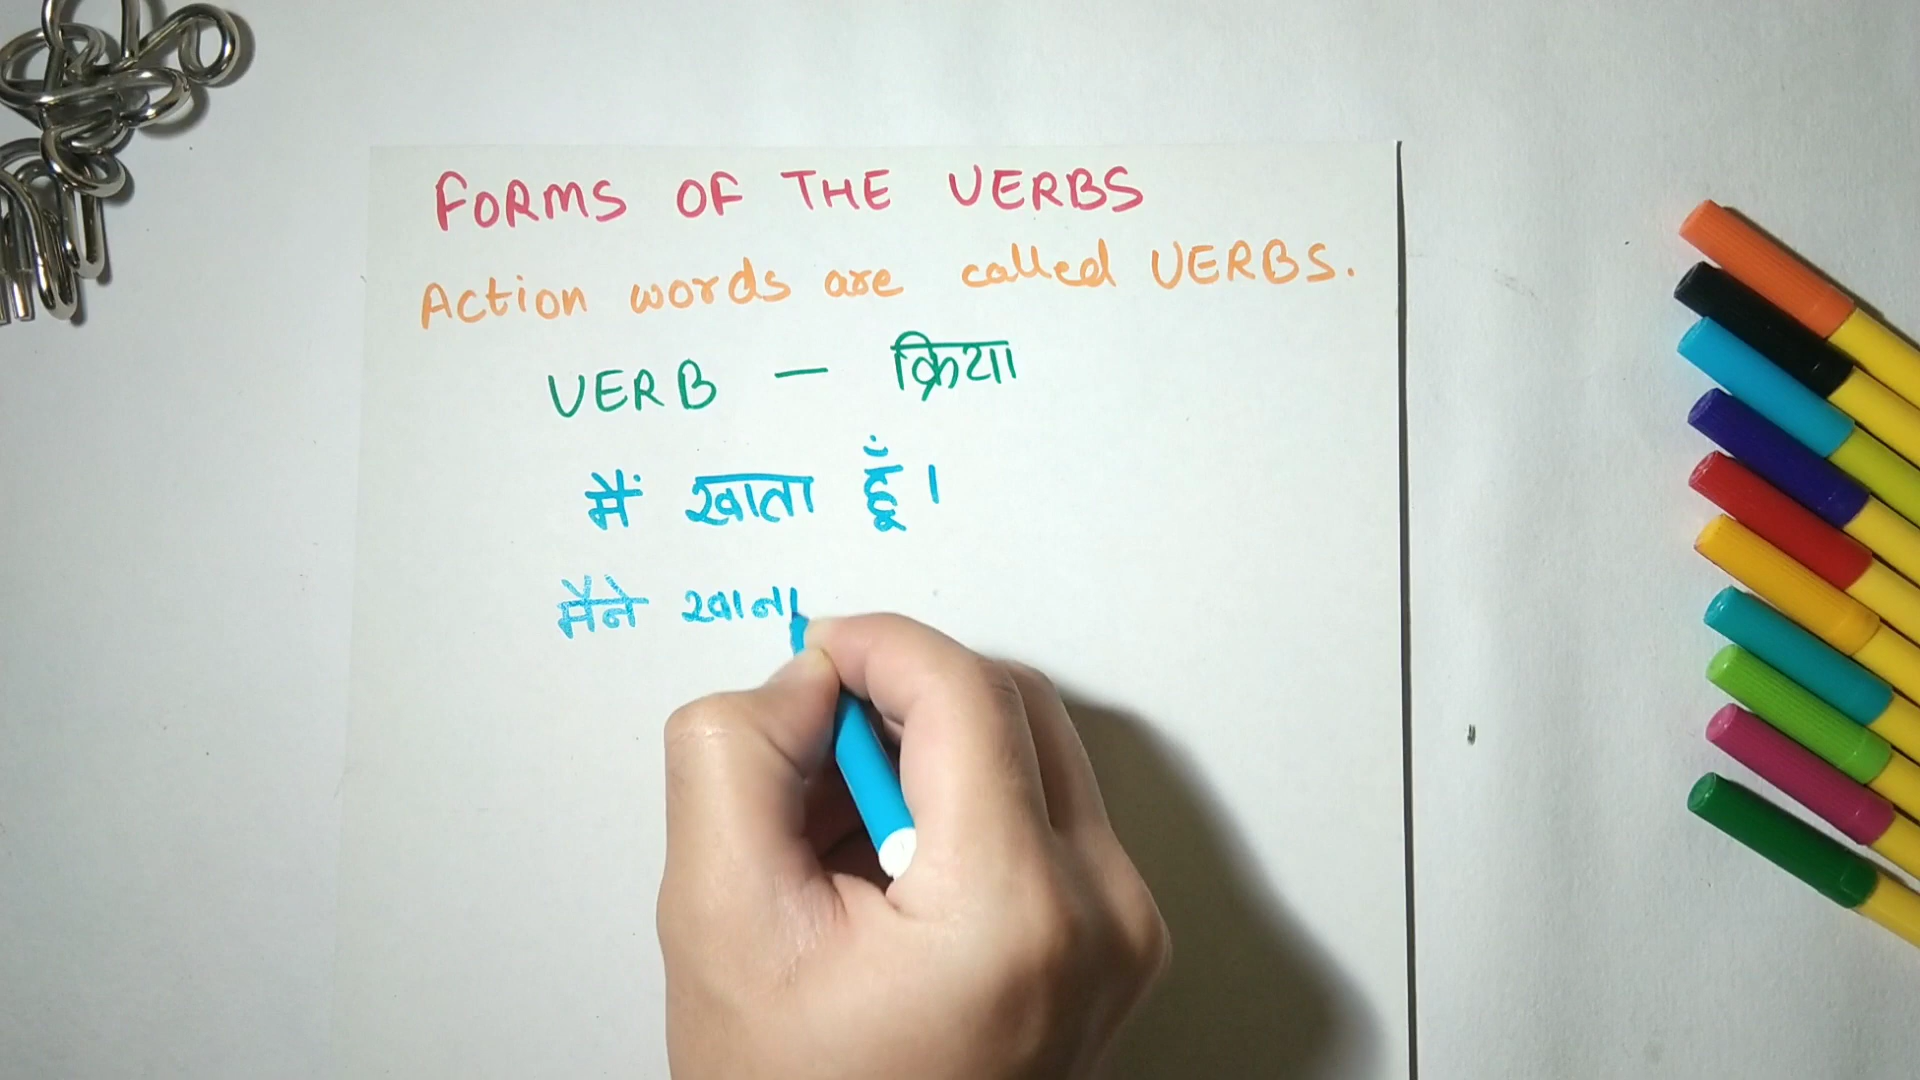 FORMS OF THE VERBS
Action words are called VERBS.
VERB – क्रिया
मैं खाता हूँ।
मैने खाना